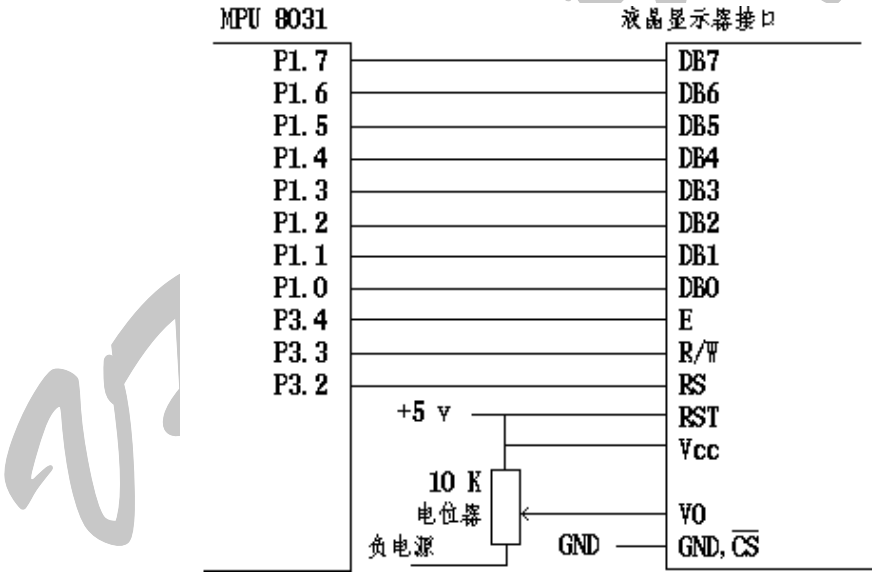 MPU 8031 液晶显示器接口
P1.7 DB7
P1.6 DB6
P1.5 DB5
P1.4 DB4
P1.3 DB3
P1.2 DB2
P1.1 DB1
P1.0 DB0
P3.4 E
P3.3 R/W
P3.2 RS
+5 v RST
Vcc
10 K
电位器 V0
负电源 GND GND, C̅S̅